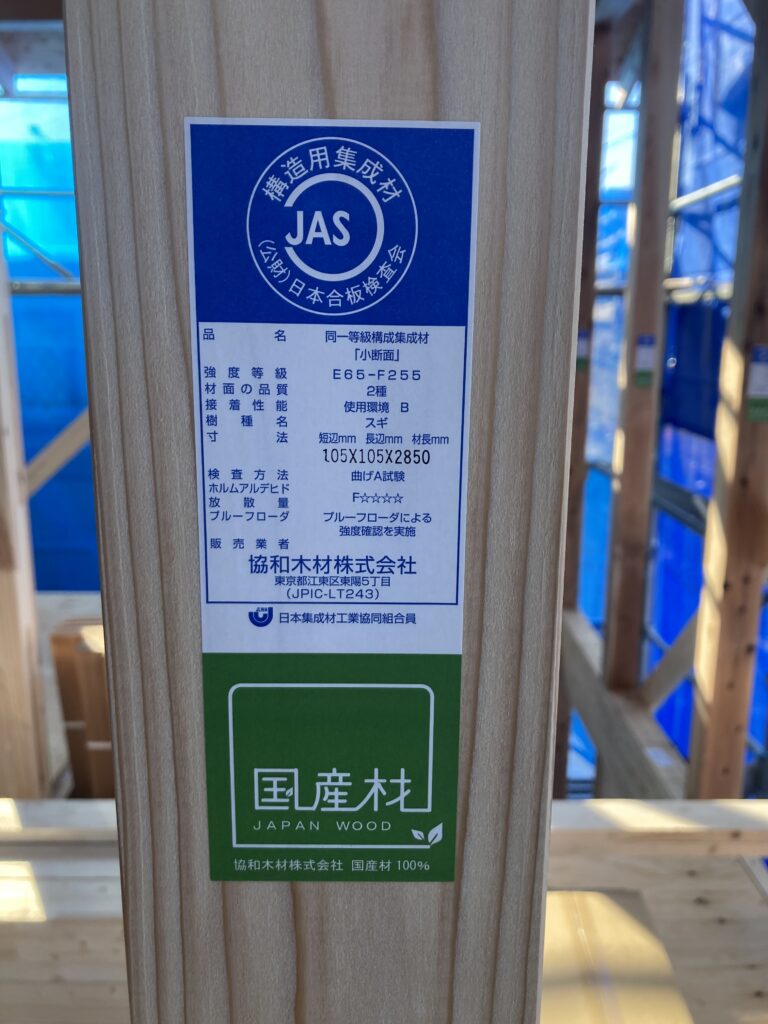 構造用集成材
JAS
(公財)日本合板検査会
品名 同一等級構成集成材
「小断面」
強度等級 E65-F255
材面の品質 2種
接着性能 使用環境 B
樹種名 スギ
寸法 短辺mm 長辺mm 材長mm
105X105X2850
検査方法 曲げA試験
ホルムアルデヒド
放散量 F☆☆☆☆
プルーフローダ プルーフローダによる
強度確認を実施
販売業者
協和木材株式会社
東京都江東区東陽5丁目
(JPIC-LT243)
日本集成材工業協同組合員
国産材
JAPAN WOOD
協和木材株式会社 国産材 100%